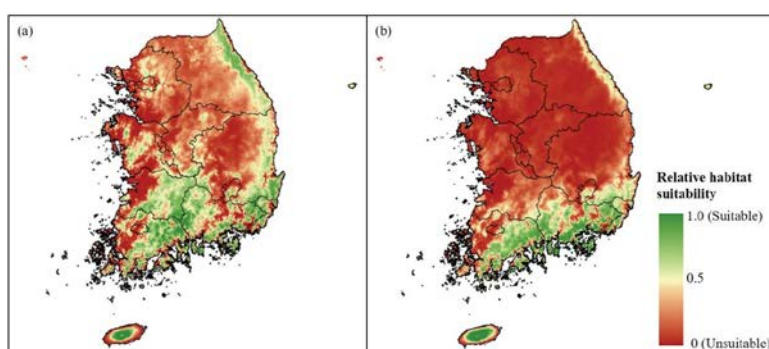 (a)
(b)
Relative habitat
suitability
1.0 (Suitable)
0.5
0 (Unsuitable)